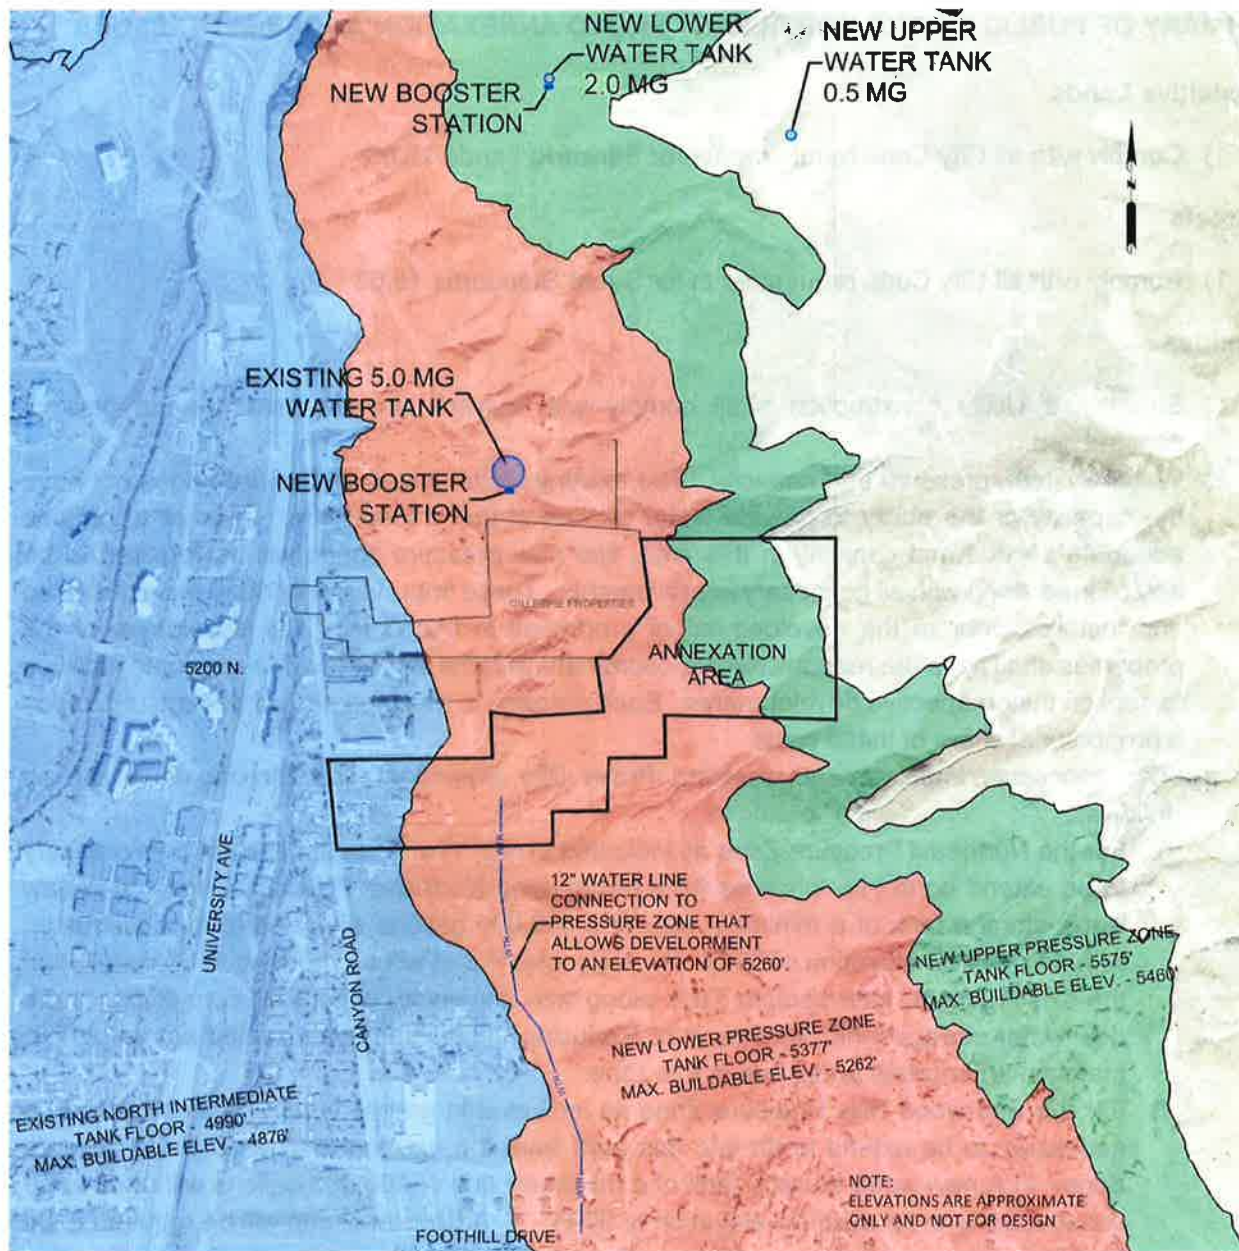 NEW LOWER
WATER TANK
2.0 MG
NEW UPPER
WATER TANK
0.5 MG
NEW BOOSTER
STATION
EXISTING 5.0 MG
WATER TANK
NEW BOOSTER
STATION
PROPERTIES
ANNEXATION
AREA
5200 N.
UNIVERSITY AVE.
CANYON ROAD
12" WATER LINE
CONNECTION TO
PRESSURE ZONE THAT
ALLOWS DEVELOPMENT
TO AN ELEVATION OF 5260'.
NEW UPPER PRESSURE ZONE
TANK FLOOR - 5575'
MAX. BUILDABLE ELEV. - 5460'
NEW LOWER PRESSURE ZONE
TANK FLOOR - 5377'
MAX. BUILDABLE ELEV. - 5262'
EXISTING NORTH INTERMEDIATE
TANK FLOOR - 4990'
MAX. BUILDABLE ELEV. - 4876'
NOTE:
ELEVATIONS ARE APPROXIMATE
ONLY AND NOT FOR DESIGN
FOOTHILL DRIVE